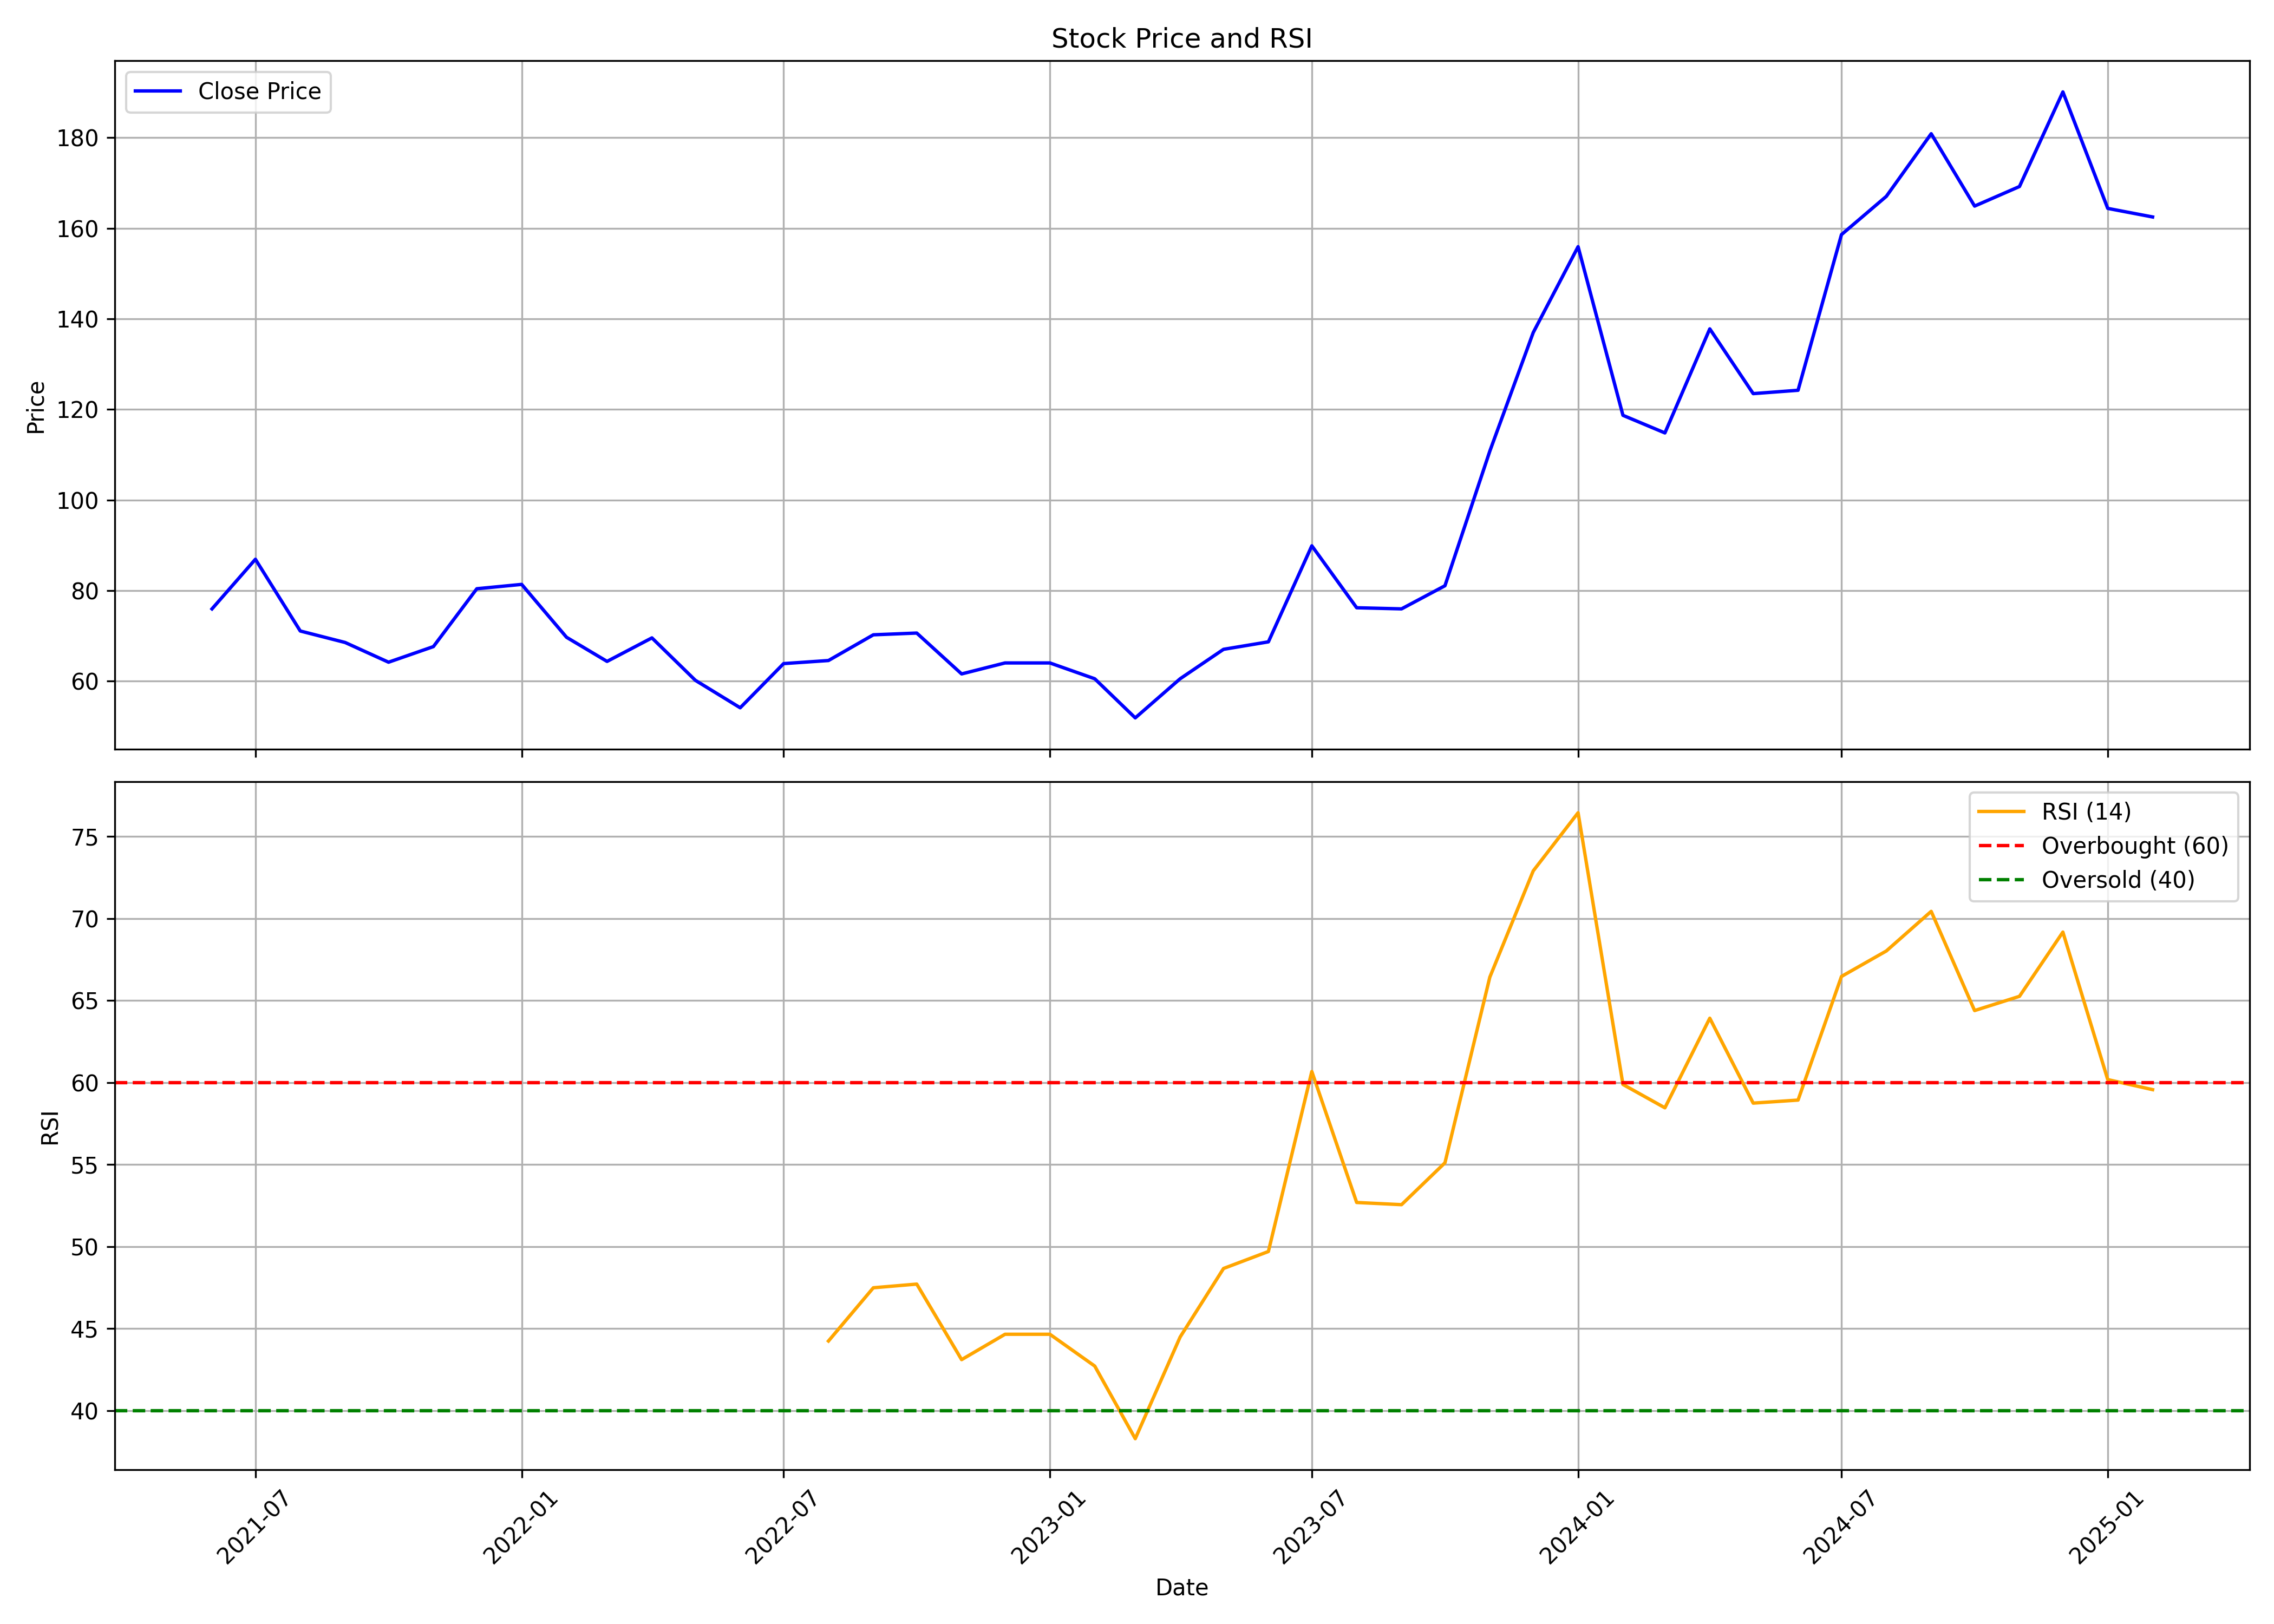 Stock Price and RSI
Close Price
Price
180
160
140
120
100
80
60
RSI (14)
Overbought (60)
Oversold (40)
RSI
75
70
65
60
55
50
45
40
2021-07
2022-01
2022-07
2023-01
2023-07
2024-01
2024-07
2025-01
Date